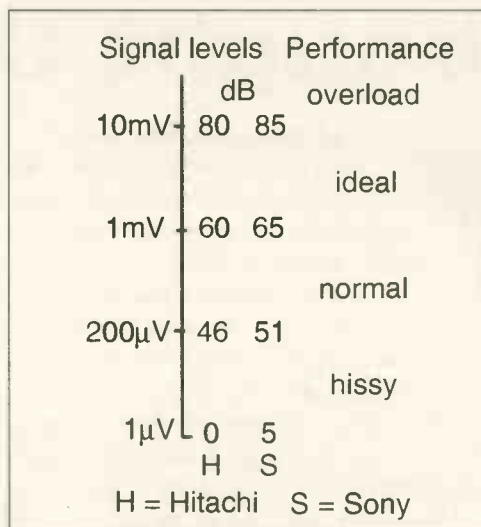 Signal levels Performance
dB overload
10mV 80 85
ideal
1mV 60 65
normal
200µV 46 51
hissy
1µV 0 5
H S
H = Hitachi S = Sony